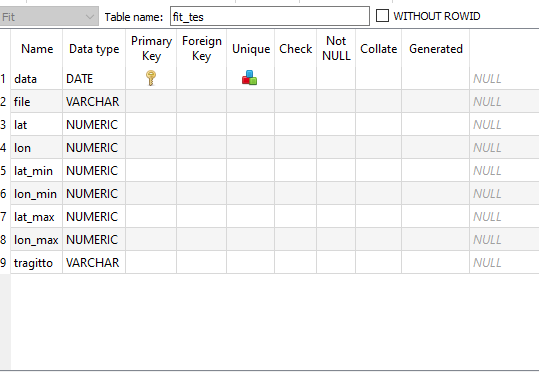 Fit Table name: fit_tes WITHOUT ROWID
Name Data type Primary Key Foreign Key Unique Check Not NULL Collate Generated
1 data DATE NULL
2 file VARCHAR NULL
3 lat NUMERIC NULL
4 lon NUMERIC NULL
5 lat_min NUMERIC NULL
6 lon_min NUMERIC NULL
7 lat_max NUMERIC NULL
8 lon_max NUMERIC NULL
9 tragitto VARCHAR NULL